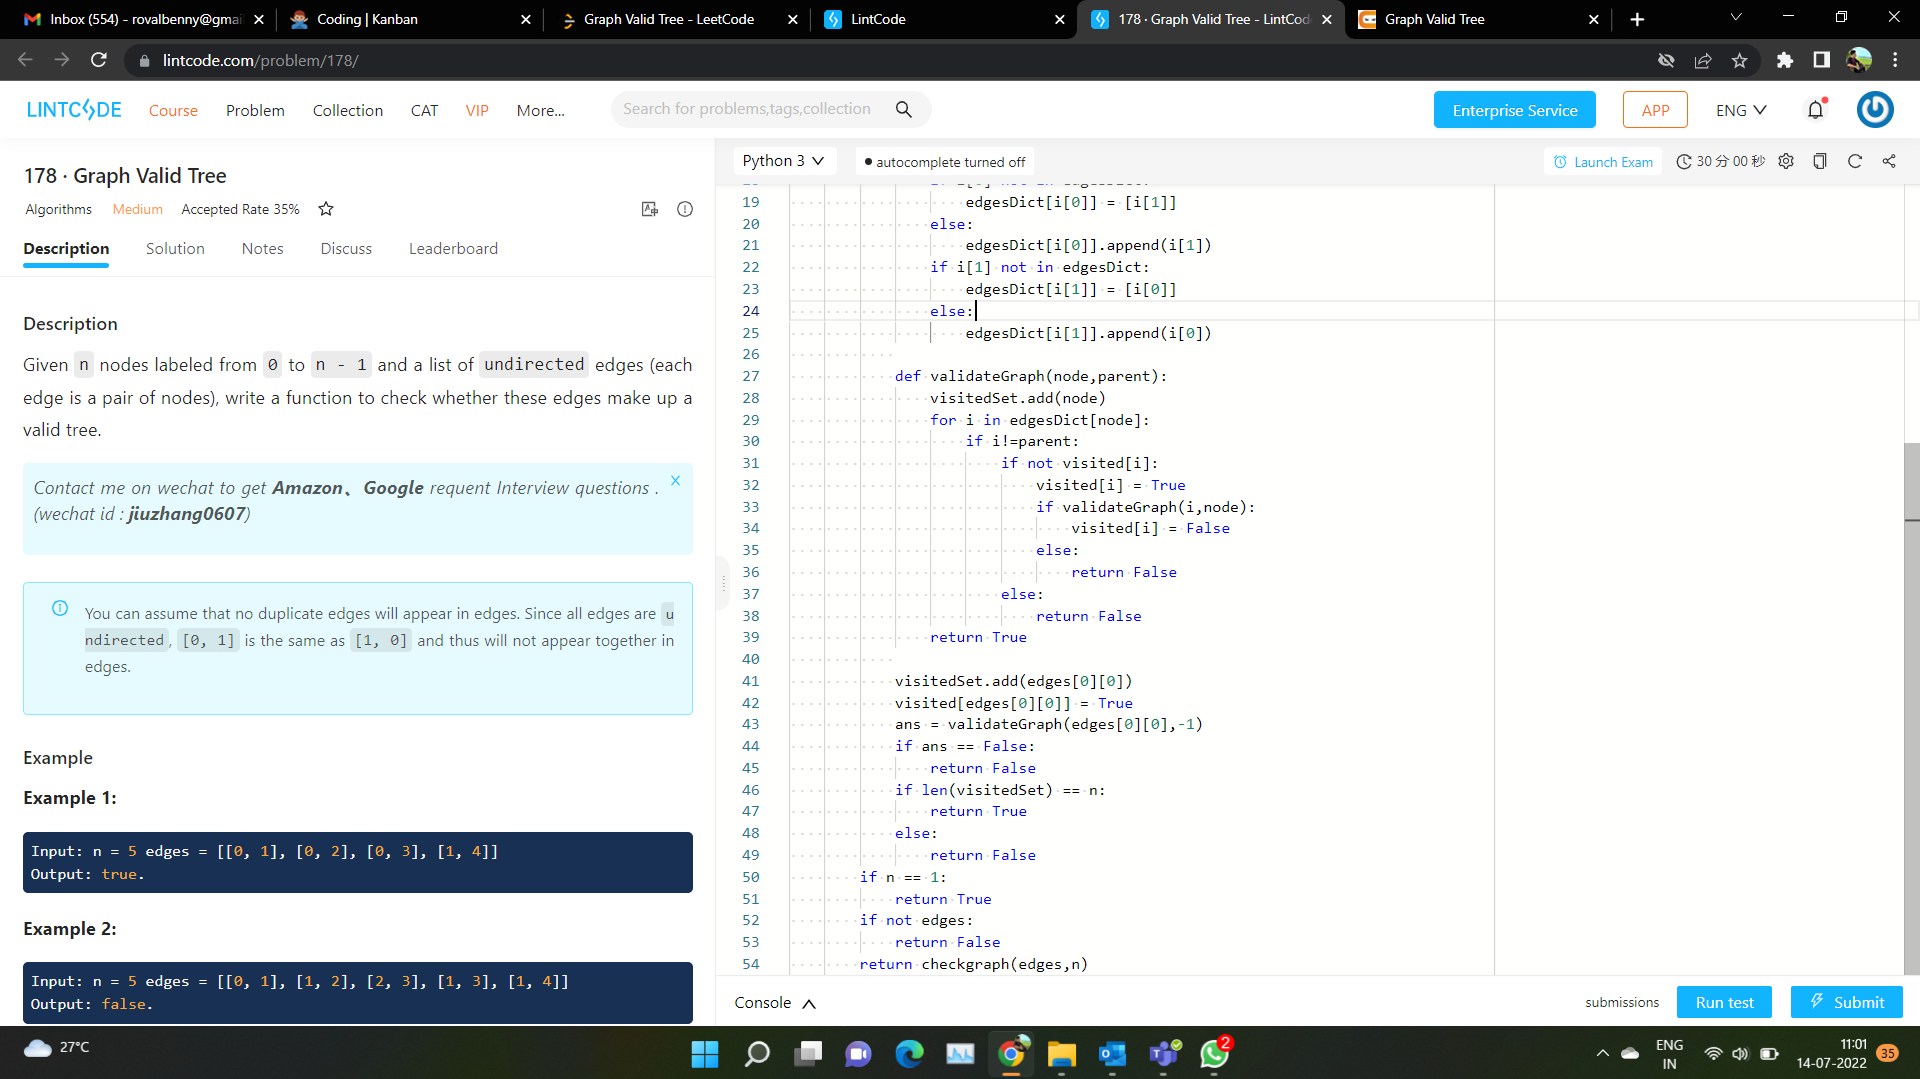 Inbox (554) - rovalbenny@gmai
Coding | Kanban
Graph Valid Tree - LeetCode
LintCode
178 · Graph Valid Tree - LintCod
Graph Valid Tree
lintcode.com/problem/178/
LINTCODE Course Problem Collection CAT VIP More...
Search for problems,tags,collection
Enterprise Service APP ENG
178 · Graph Valid Tree
Algorithms Medium Accepted Rate 35%
Description Solution Notes Discuss Leaderboard
Description
Given n nodes labeled from 0 to n - 1 and a list of undirected edges (each
edge is a pair of nodes), write a function to check whether these edges make up a
valid tree.
Contact me on wechat to get Amazon、Google requent Interview questions .
(wechat id : jiuzhang0607)
You can assume that no duplicate edges will appear in edges. Since all edges are u
ndirected, [0, 1] is the same as [1, 0] and thus will not appear together in
edges.
Example
Example 1:
Input: n = 5 edges = [[0, 1], [0, 2], [0, 3], [1, 4]]
Output: true.
Example 2:
Input: n = 5 edges = [[0, 1], [1, 2], [2, 3], [1, 3], [1, 4]]
Output: false.
Python 3 autocomplete turned off Launch Exam 30 分 00 秒
19 edgesDict[i[0]] = [i[1]]
20 else:
21 edgesDict[i[0]].append(i[1])
22 if i[1] not in edgesDict:
23 edgesDict[i[1]] = [i[0]]
24 else:
25 edgesDict[i[1]].append(i[0])
26
27 def validateGraph(node,parent):
28 visitedSet.add(node)
29 for i in edgesDict[node]:
30 if i!=parent:
31 if not visited[i]:
32 visited[i] = True
33 if validateGraph(i,node):
34 visited[i] = False
35 else:
36 return False
37 else:
38 return False
39 return True
40
41 visitedSet.add(edges[0][0])
42 visited[edges[0][0]] = True
43 ans = validateGraph(edges[0][0],-1)
44 if ans == False:
45 return False
46 if len(visitedSet) == n:
47 return True
48 else:
49 return False
50 if n == 1:
51 return True
52 if not edges:
53 return False
54 return checkgraph(edges,n)
Console submissions Run test Submit
27°C
2
ENG
IN
11:01
14-07-2022
35